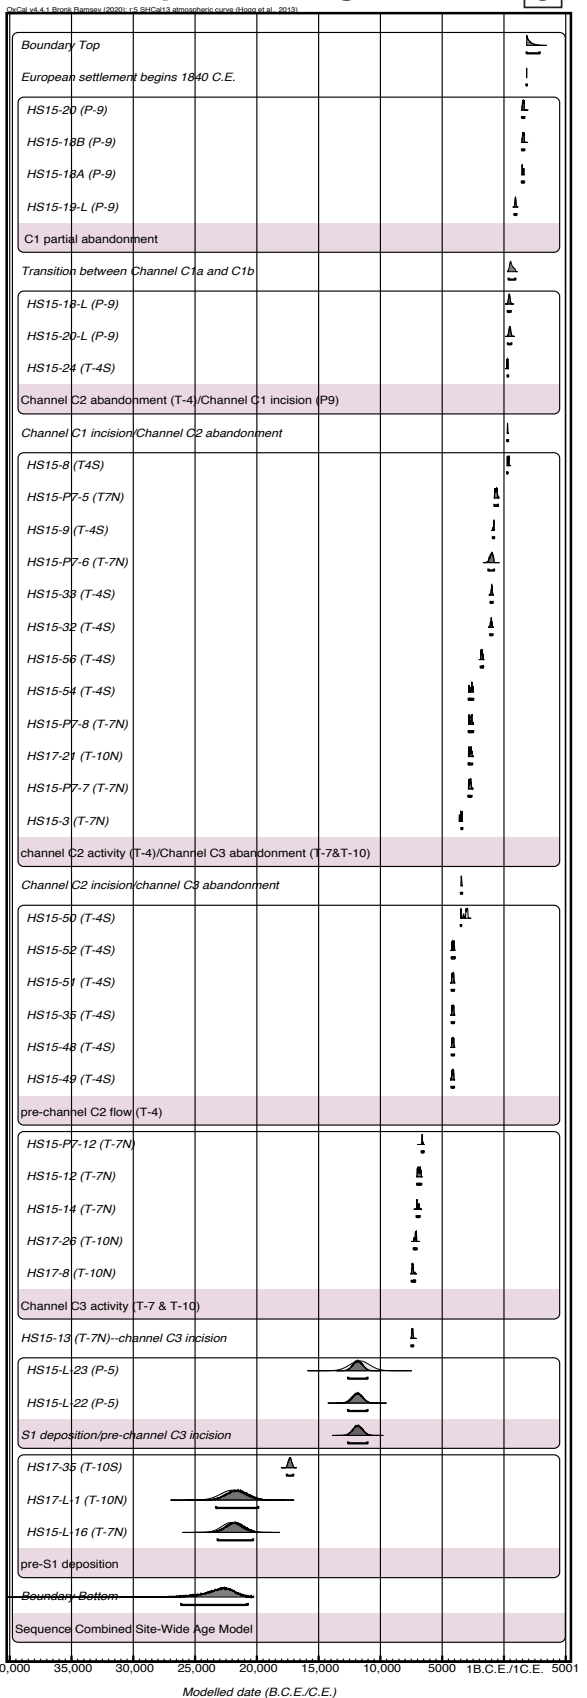 OxCal v4.4.1 Bronk Ramsey (2020); r:5 SHCal13 atmospheric curve (Hogg et al., 2013)
Boundary Top
European settlement begins 1840 C.E.
HS15-20 (P-9)
HS15-18B (P-9)
HS15-18A (P-9)
HS15-19-L (P-9)
C1 partial abandonment
Transition between Channel C1a and C1b
HS15-18-L (P-9)
HS15-20-L (P-9)
HS15-24 (T-4S)
Channel C2 abandonment (T-4)/Channel C1 incision (P9)
Channel C1 incision/Channel C2 abandonment
HS15-8 (T4S)
HS15-P7-5 (T7N)
HS15-9 (T-4S)
HS15-P7-6 (T-7N)
HS15-33 (T-4S)
HS15-32 (T-4S)
HS15-56 (T-4S)
HS15-54 (T-4S)
HS15-P7-8 (T-7N)
HS17-21 (T-10N)
HS15-P7-7 (T-7N)
HS15-3 (T-7N)
channel C2 activity (T-4)/Channel C3 abandonment (T-7&T-10)
Channel C2 incision/channel C3 abandonment
HS15-50 (T-4S)
HS15-52 (T-4S)
HS15-51 (T-4S)
HS15-35 (T-4S)
HS15-48 (T-4S)
HS15-49 (T-4S)
pre-channel C2 flow (T-4)
HS15-P7-12 (T-7N)
HS15-12 (T-7N)
HS15-14 (T-7N)
HS17-26 (T-10N)
HS17-8 (T-10N)
Channel C3 activity (T-7 & T-10)
HS15-13 (T-7N)--channel C3 incision
HS15-L-23 (P-5)
HS15-L-22 (P-5)
S1 deposition/pre-channel C3 incision
HS17-35 (T-10S)
HS17-L-1 (T-10N)
HS15-L-16 (T-7N)
pre-S1 deposition
Boundary Bottom
Sequence Combined Site-Wide Age Model
0,000 35,000 30,000 25,000 20,000 15,000 10,000 5000 1B.C.E./1C.E. 5001
Modelled date (B.C.E./C.E.)